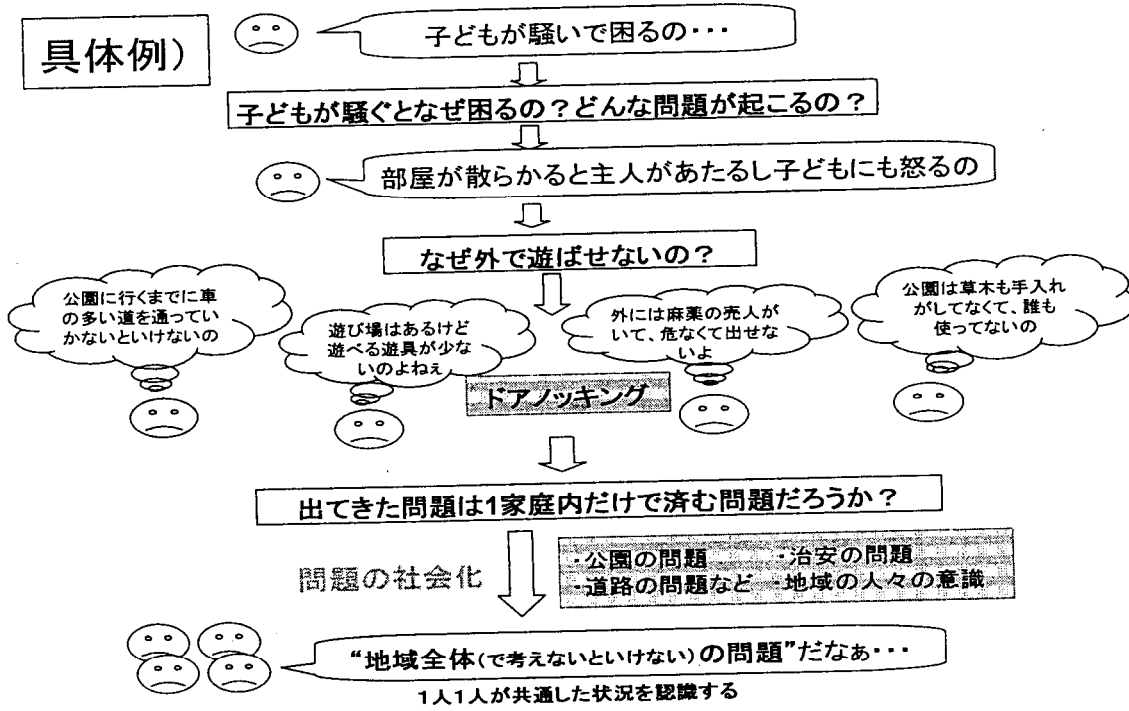 具体例）
子どもが騒いで困るの・・・
子どもが騒ぐとなぜ困るの？どんな問題が起こるの？
部屋が散らかると主人があたるし子どもにも怒るの
なぜ外で遊ばせないの？
公園に行くまでに車
の多い道を通ってい
かないといけないの
遊び場はあるけど
遊べる遊具が少な
いのよねぇ
外には麻薬の売人が
いて、危なくて出せな
いよ
公園は草木も手入れ
がしてなくて、誰も
使ってないの
ドアノッキング
出てきた問題は1家庭内だけで済む問題だろうか？
問題の社会化
・公園の問題　・治安の問題
・道路の問題など　・地域の人々の意識
“地域全体（で考えないといけない）の問題”だなぁ・・・
1人1人が共通した状況を認識する